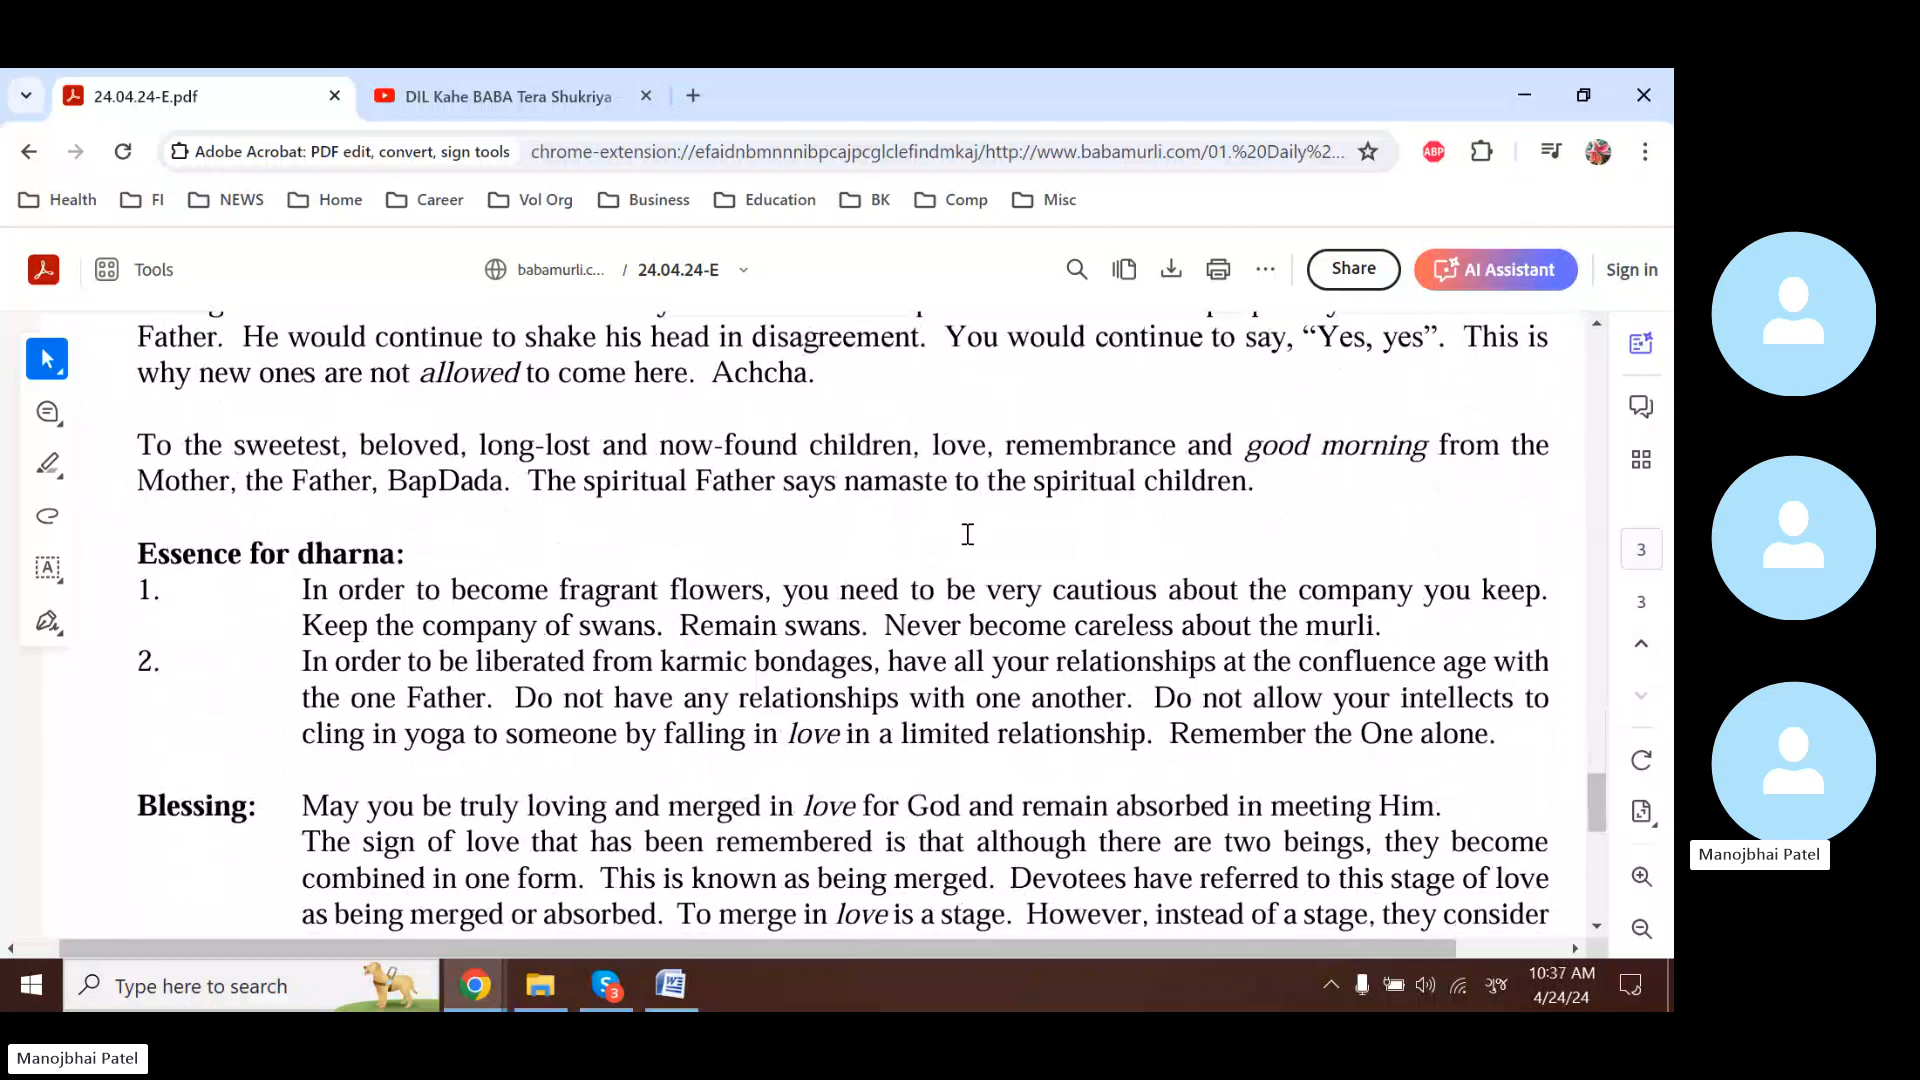 24.04.24-E.pdf
DIL Kahe BABA Tera Shukriya
Adobe Acrobat: PDF edit, convert, sign tools
chrome-extension://efaidnbmnnnibpcajpcglclefindmkaj/http://www.babamurli.com/01.%20Daily%2...
ABP
Health FI NEWS Home Career Vol Org Business Education BK Comp Misc
Tools
babamurli.c... / 24.04.24-E
Share
AI Assistant
Sign in
Father. He would continue to shake his head in disagreement. You would continue to say, “Yes, yes”. This is
why new ones are not allowed to come here. Achcha.
To the sweetest, beloved, long-lost and now-found children, love, remembrance and good morning from the
Mother, the Father, BapDada. The spiritual Father says namaste to the spiritual children.
Essence for dharna:
1. In order to become fragrant flowers, you need to be very cautious about the company you keep.
Keep the company of swans. Remain swans. Never become careless about the murli.
2. In order to be liberated from karmic bondages, have all your relationships at the confluence age with
the one Father. Do not have any relationships with one another. Do not allow your intellects to
cling in yoga to someone by falling in love in a limited relationship. Remember the One alone.
Blessing: May you be truly loving and merged in love for God and remain absorbed in meeting Him.
The sign of love that has been remembered is that although there are two beings, they become
combined in one form. This is known as being merged. Devotees have referred to this stage of love
as being merged or absorbed. To merge in love is a stage. However, instead of a stage, they consider
3
3
Type here to search
3
ગુજ
10:37 AM
4/24/24
Manojbhai Patel
Manojbhai Patel